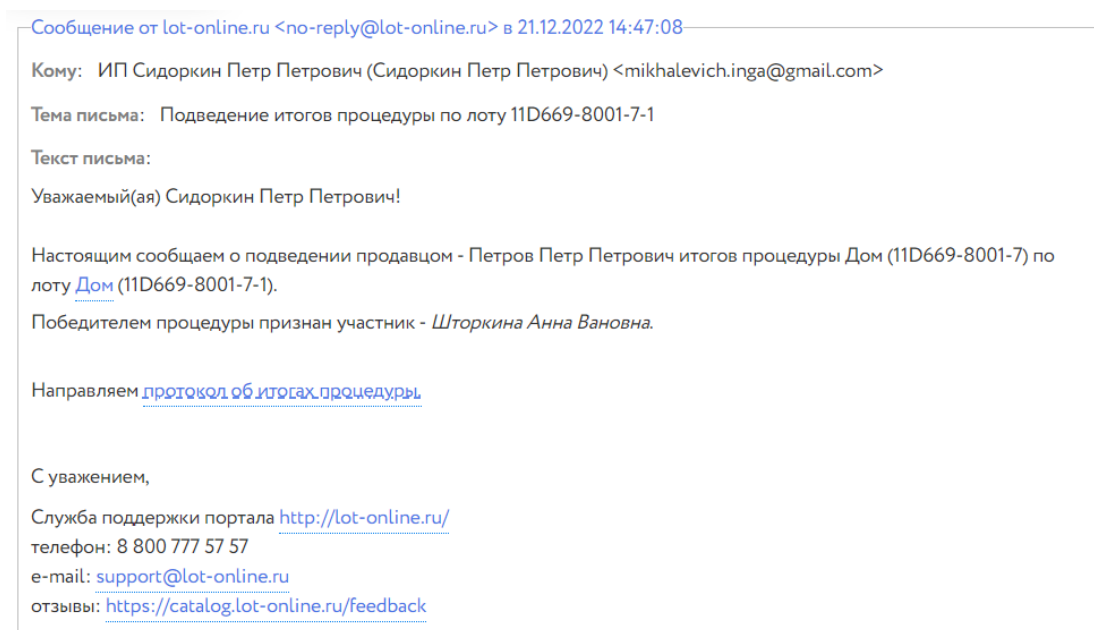 Сообщение от lot-online.ru <no-reply@lot-online.ru> в 21.12.2022 14:47:08
Кому: ИП Сидоркин Петр Петрович (Сидоркин Петр Петрович) <mikhalevich.inga@gmail.com>
Тема письма: Подведение итогов процедуры по лоту 11D669-8001-7-1
Текст письма:
Уважаемый(ая) Сидоркин Петр Петрович!
Настоящим сообщаем о подведении продавцом - Петров Петр Петрович итогов процедуры Дом (11D669-8001-7) по
лоту Дом (11D669-8001-7-1).
Победителем процедуры признан участник - Шторкина Анна Вановна.
Направляем протокол об итогах процедуры.
С уважением,
Служба поддержки портала http://lot-online.ru/
телефон: 8 800 777 57 57
e-mail: support@lot-online.ru
отзывы: https://catalog.lot-online.ru/feedback